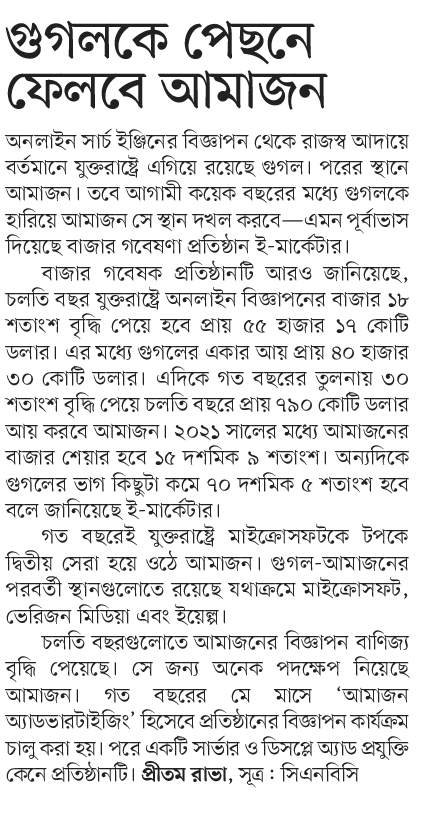 গুগলকে পেছনে
ফেলবে আমাজন
অনলাইন সার্চ ইঞ্জিনের বিজ্ঞাপন থেকে রাজস্ব আদায়ে
বর্তমানে যুক্তরাষ্ট্রে এগিয়ে রয়েছে গুগল। পরের স্থানে
আমাজন। তবে আগামী কয়েক বছরের মধ্যে গুগলকে
হারিয়ে আমাজন সে স্থান দখল করবে—এমন পূর্বাভাস
দিয়েছে বাজার গবেষণা প্রতিষ্ঠান ই-মার্কেটার।
বাজার গবেষক প্রতিষ্ঠানটি আরও জানিয়েছে,
চলতি বছর যুক্তরাষ্ট্রে অনলাইন বিজ্ঞাপনের বাজার ১৮
শতাংশ বৃদ্ধি পেয়ে হবে প্রায় ৫৫ হাজার ১৭ কোটি
ডলার। এর মধ্যে গুগলের একার আয় প্রায় ৪০ হাজার
৩০ কোটি ডলার। এদিকে গত বছরের তুলনায় ৩০
শতাংশ বৃদ্ধি পেয়ে চলতি বছরে প্রায় ৭৯০ কোটি ডলার
আয় করবে আমাজন। ২০২১ সালের মধ্যে আমাজনের
বাজার শেয়ার হবে ১৫ দশমিক ৯ শতাংশ। অন্যদিকে
গুগলের ভাগ কিছুটা কমে ৭০ দশমিক ৫ শতাংশ হবে
বলে জানিয়েছে ই-মার্কেটার।
গত বছরেই যুক্তরাষ্ট্রে মাইক্রোসফটকে টপকে
দ্বিতীয় সেরা হয়ে ওঠে আমাজন। গুগল-আমাজনের
পরবর্তী স্থানগুলোতে রয়েছে যথাক্রমে মাইক্রোসফট,
ভেরিজন মিডিয়া এবং ইয়েল্প।
চলতি বছরগুলোতে আমাজনের বিজ্ঞাপন বাণিজ্য
বৃদ্ধি পেয়েছে। সে জন্য অনেক পদক্ষেপ নিয়েছে
আমাজন। গত বছরের মে মাসে ‘আমাজন
অ্যাডভারটাইজিং’ হিসেবে প্রতিষ্ঠানের বিজ্ঞাপন কার্যক্রম
চালু করা হয়। পরে একটি সার্ভার ও ডিসপ্লে অ্যাড প্রযুক্তি
কেনে প্রতিষ্ঠানটি। প্রীতম রাভা, সূত্র : সিএনবিসি